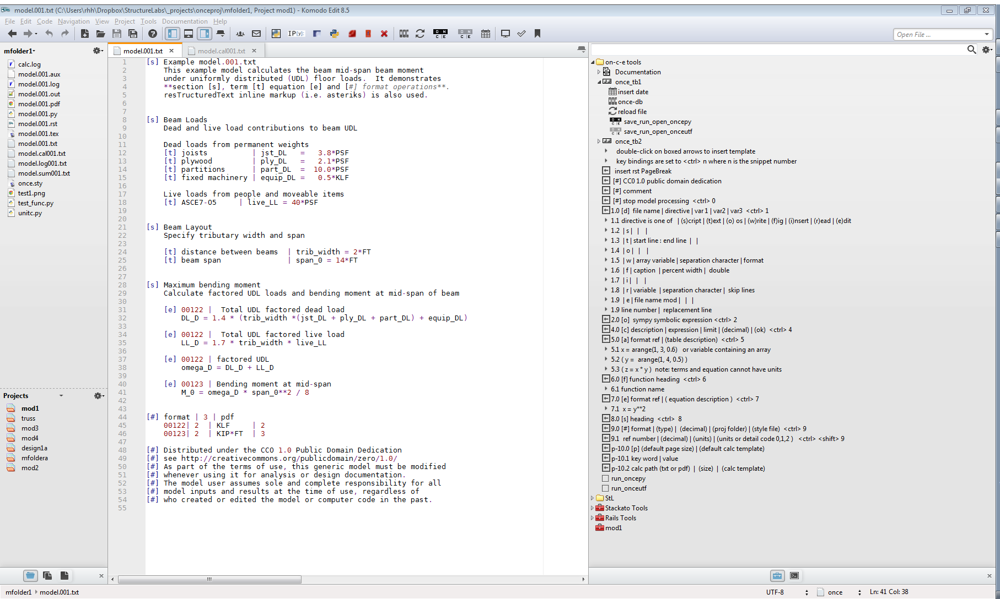 model.001.txt (C:\Users\rhh\Dropbox\StructureLabs\_projects\onceproj\mfolder1, Project mod1) - Komodo Edit 8.5
File Edit Code Navigation View Project Tools Documentation Help
IP[y]:
O N C E
O N C E
Open File ...
mfolder1
calc.log
model.001.aux
model.001.log
model.001.out
model.001.pdf
model.001.py
model.001.rst
model.001.tex
model.001.txt
model.cal001.txt
model.log001.txt
model.sum001.txt
once.sty
test1.png
test_func.py
unitc.py
Projects
mod1
truss
mod3
mod4
design1a
mfoldera
mod2
model.001.txt
model.cal001.txt
1 [s] Example model.001.txt
2 This example model calculates the beam mid-span beam moment
3 under uniformly distributed (UDL) floor loads. It demonstrates
4 **section [s], term [t] equation [e] and [#] format operations**.
5 resTructuredText inline markup (i.e. asteriks) is also used.
6
7
8 [s] Beam Loads
9 Dead and live load contributions to beam UDL
10
11 Dead loads from permanent weights
12 [t] joists | jst_DL = 3.8*PSF
13 [t] plywood | ply_DL = 2.1*PSF
14 [t] partitions | part_DL = 10.0*PSF
15 [t] fixed machinery | equip_DL = 0.5*KLF
16
17 Live loads from people and moveable items
18 [t] ASCE7-05 | live_LL = 40*PSF
19
20
21 [s] Beam Layout
22 Specify tributary width and span
23
24 [t] distance between beams | trib_width = 2*FT
25 [t] beam span | span_0 = 14*FT
26
27
28 [s] Maximum bending moment
29 Calculate factored UDL loads and bending moment at mid-span of beam
30
31 [e] 00122 | Total UDL factored dead load
32 DL_D = 1.4 * (trib_width *(jst_DL + ply_DL + part_DL) + equip_DL)
33
34 [e] 00122 | Total UDL factored live load
35 LL_D = 1.7 * trib_width * live_LL
36
37 [e] 00122 | factored UDL
38 omega_D = DL_D + LL_D
39
40 [e] 00123 | Bending moment at mid-span
41 M_0 = omega_D * span_0**2 / 8
42
43
44 [#] format | 3 | pdf
45 00122| 2 | KLF | 2
46 00123| 2 | KIP*FT | 3
47
48 [#] Distributed under the CCO 1.0 Public Domain Dedication
49 [#] see http://creativecommons.org/publicdomain/zero/1.0/
50 [#] As part of the terms of use, this generic model must be modified
51 [#] whenever using it for analysis or design documentation.
52 [#] The model user assumes sole and complete responsibility for all
53 [#] model inputs and results at the time of use, regardless of
54 [#] who created or edited the model or computer code in the past.
55
on-c-e tools
Documentation
once_tb1
insert date
once-db
reload file
save_run_open_oncepy
save_run_open_onceutf
once_tb2
double-click on boxed arrows to insert template
key bindings are set to <ctrl> n where n is the snippet number
insert rst PageBreak
[#] CC0 1.0 public domain dedication
[#] comment
[#] stop model processing <ctrl> 0
1.0 [d] file name | directive | var 1 | var2 | var3 <ctrl> 1
1.1 directive is one of | (s)cript | (t)ext | (o) os | (w)rite | (f)ig | (i)nsert | (r)ead | (e)dit
1.2 | s | | |
1.3 | t | start line : end line | |
1.4 | o | | |
1.5 | w | array variable | separation character | format
1.6 | f | caption | percent width | double
1.7 | i | | |
1.8 | r | variable | separation character | skip lines
1.9 | e | file name mod | | |
1.9 line number | replacement line
2.0 [o] sympy symbolic expression <ctrl> 2
4.0 [c] description | expression | limit | (decimal) | (ok) <ctrl> 4
5.0 [a] format ref | (table description) <ctrl> 5
5.1 x = arange(1, 3, 0.6) or variable containing an array
5.2 ( y = arange(1, 4, 0.5) )
5.3 ( z = x * y ) note: terms and equation cannot have units
6.0 [f] function heading <ctrl> 6
6.1 function name
7.0 [e] format ref | ( equation description ) <ctrl> 7
7.1 x = y**2
8.0 [s] heading <ctrl> 8
9.0 [#] format | (type) | (decimal) | (proj folder) | (style file) <ctrl> 9
9.1 ref number | (decimal) | (units) | (units or detail code 0,1,2 ) <ctrl> <shift> 9
p-10.0 [p] (default page size) | (default calc template)
p-10.1 key word | value
p-10.2 calc path (txt or pdf) | (size) | (calc template)
run_oncepy
run_onceutf
StL
Stackato Tools
Rails Tools
mod1
mfolder1 model.001.txt
UTF-8 once Ln: 41 Col: 38